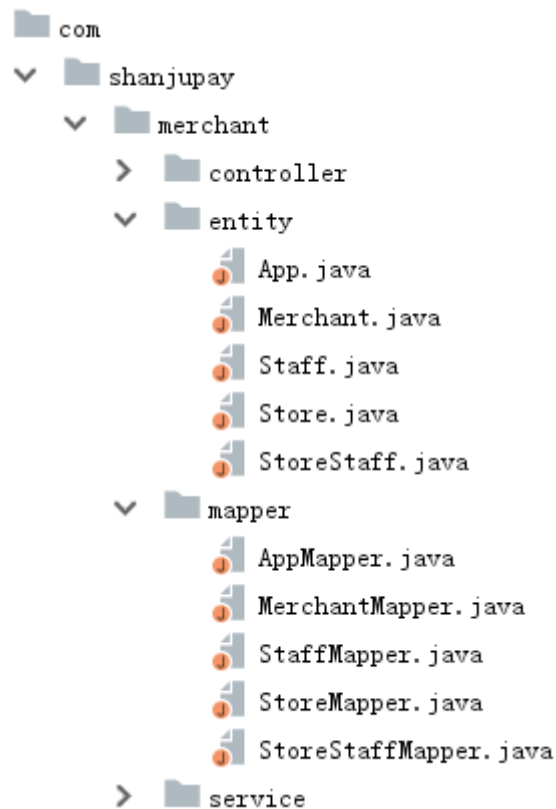 com
shanjupay
merchant
controller
entity
App.java
Merchant.java
Staff.java
Store.java
StoreStaff.java
mapper
AppMapper.java
MerchantMapper.java
StaffMapper.java
StoreMapper.java
StoreStaffMapper.java
service